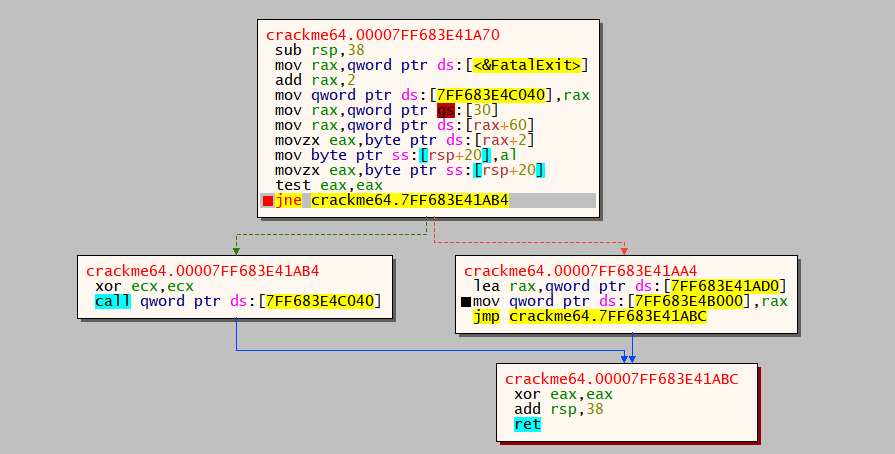 crackme64.00007FF683E41A70
sub rsp,38
mov rax,qword ptr ds:[<&FatalExit>]
add rax,2
mov qword ptr ds:[7FF683E4C040],rax
mov rax,qword ptr gs:[30]
mov rax,qword ptr ds:[rax+60]
movzx eax,byte ptr ds:[rax+2]
mov byte ptr ss:[rsp+20],al
movzx eax,byte ptr ss:[rsp+20]
test eax,eax
jne crackme64.7FF683E41AB4
crackme64.00007FF683E41AB4
xor ecx,ecx
call qword ptr ds:[7FF683E4C040]
crackme64.00007FF683E41AA4
lea rax,qword ptr ds:[7FF683E41AD0]
mov qword ptr ds:[7FF683E4B000],rax
jmp crackme64.7FF683E41ABC
crackme64.00007FF683E41ABC
xor eax,eax
add rsp,38
ret